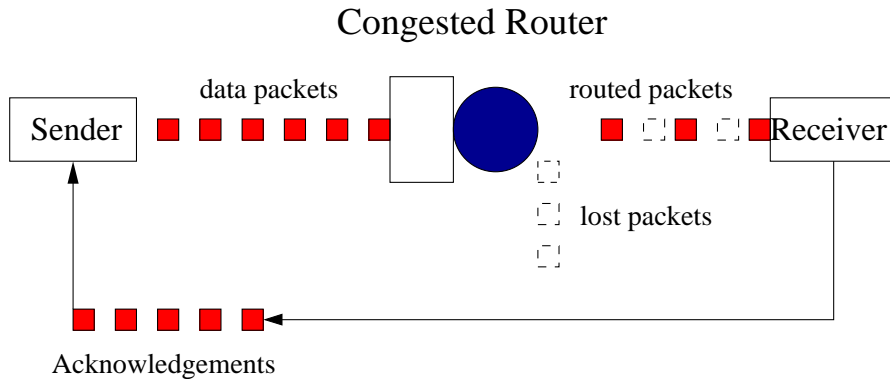 Congested Router
data packets
routed packets
Sender
Receiver
lost packets
Acknowledgements